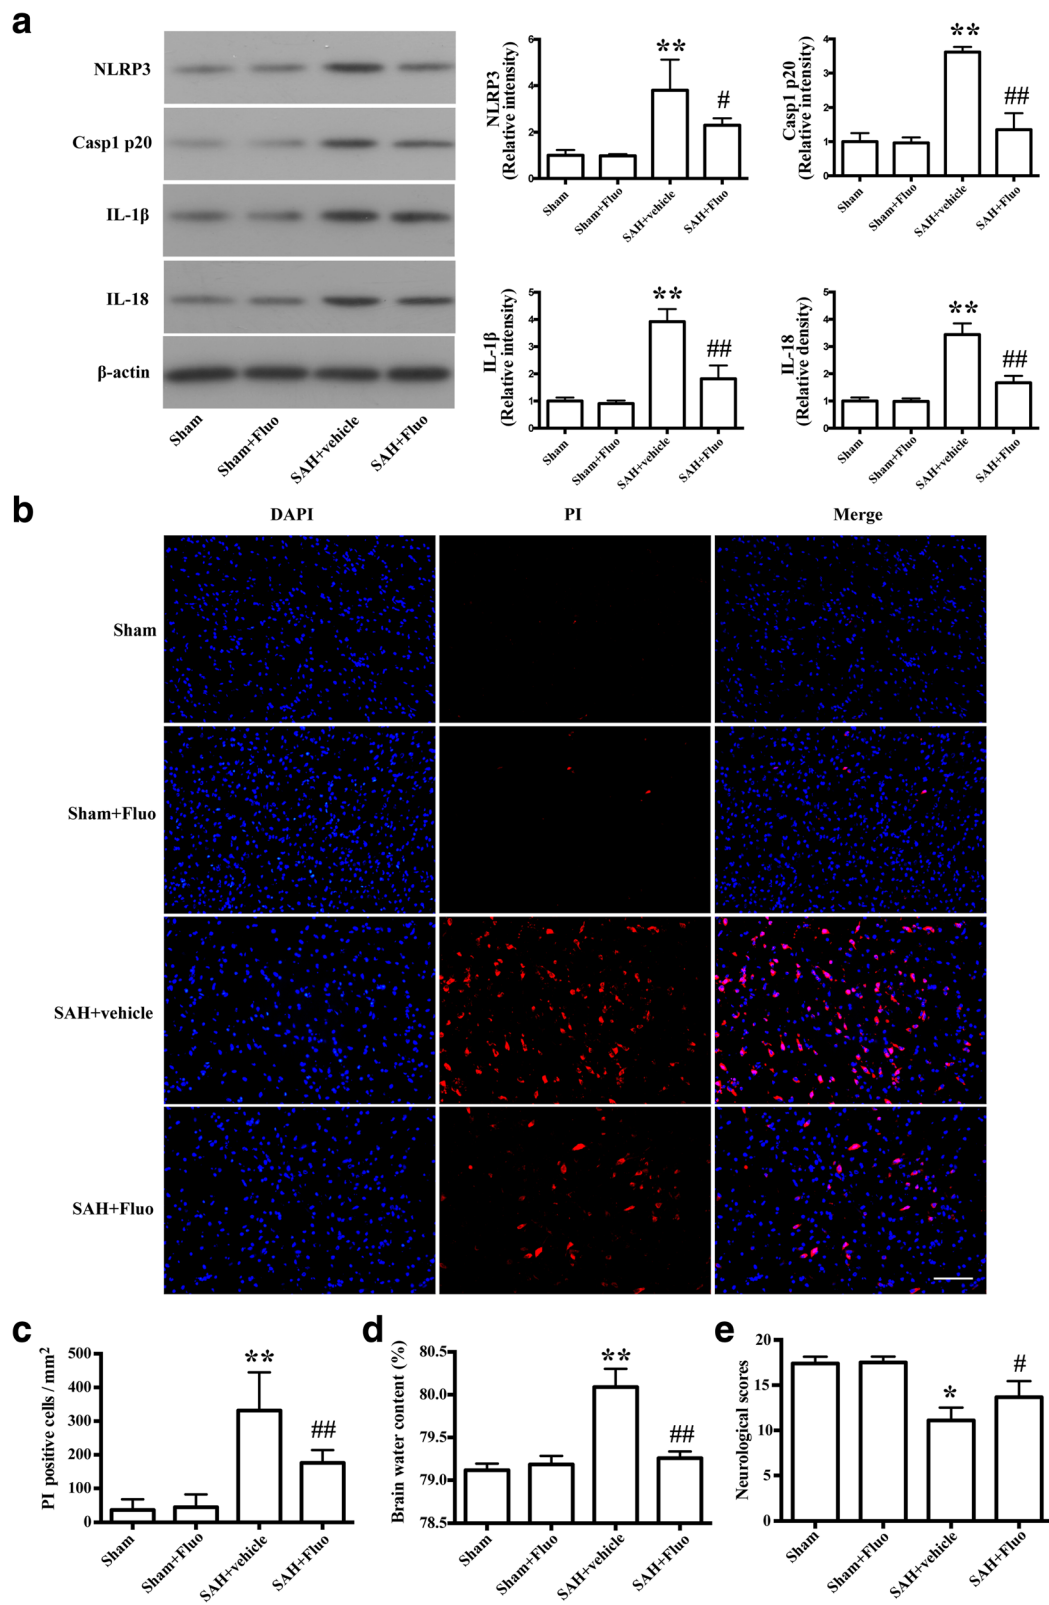 a
NLRP3
Casp1 p20
IL-1β
IL-18
β-actin
Sham
Sham+Fluo
SAH+vehicle
SAH+Fluo
NLRP3
(Relative intensity)
6
4
2
0
**
#
Sham
Sham+Fluo
SAH+vehicle
SAH+Fluo
Casp1 p20
(Relative intensity)
4
3
2
1
0
**
##
Sham
Sham+Fluo
SAH+vehicle
SAH+Fluo
IL-1β
(Relative intensity)
5
4
3
2
1
0
**
##
Sham
Sham+Fluo
SAH+vehicle
SAH+Fluo
IL-18
(Relative density)
5
4
3
2
1
0
**
##
Sham
Sham+Fluo
SAH+vehicle
SAH+Fluo
b
DAPI
PI
Merge
Sham
Sham+Fluo
SAH+vehicle
SAH+Fluo
c
PI positive cells / mm²
500
400
300
200
100
0
**
##
Sham
Sham+Fluo
SAH+vehicle
SAH+Fluo
d
Brain water content (%)
80.5
80.0
79.5
79.0
78.5
**
##
Sham
Sham+Fluo
SAH+vehicle
SAH+Fluo
e
Neurological scores
20
15
10
5
0
*
#
Sham
Sham+Fluo
SAH+vehicle
SAH+Fluo